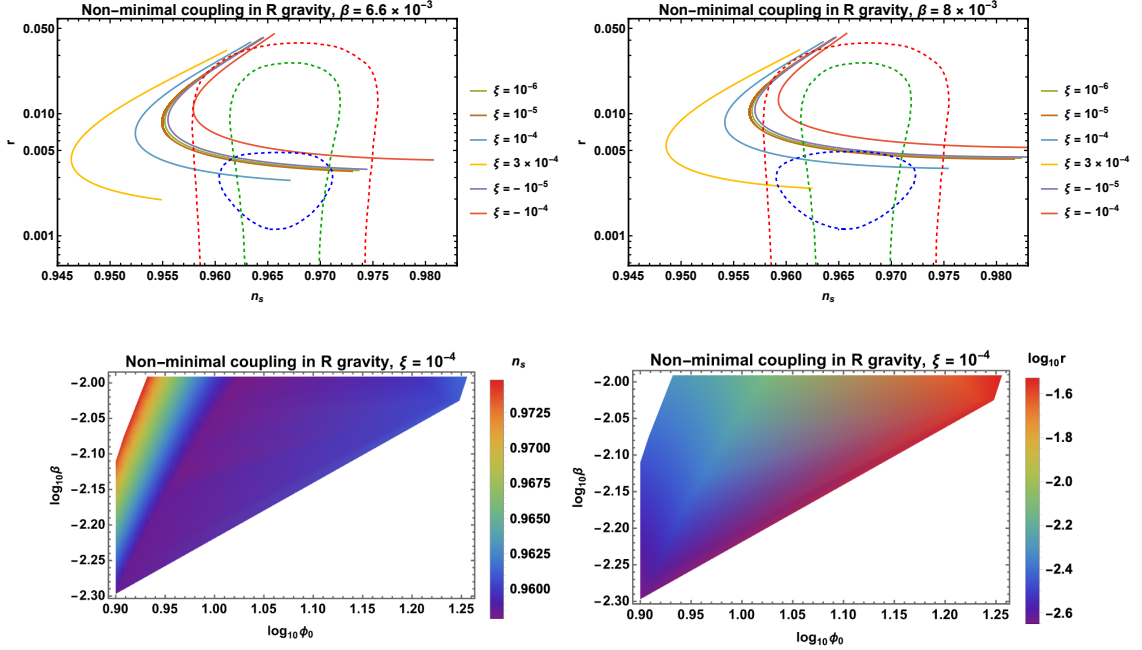 Non−minimal coupling in R gravity, β = 6.6 × 10⁻³
0.050
0.010
0.005
0.001
r
0.945
0.950
0.955
0.960
0.965
0.970
0.975
0.980
nₛ
ξ = 10⁻⁶
ξ = 10⁻⁵
ξ = 10⁻⁴
ξ = 3 × 10⁻⁴
ξ = − 10⁻⁵
ξ = − 10⁻⁴
Non−minimal coupling in R gravity, β = 8 × 10⁻³
0.050
0.010
0.005
0.001
r
0.945
0.950
0.955
0.960
0.965
0.970
0.975
0.980
nₛ
ξ = 10⁻⁶
ξ = 10⁻⁵
ξ = 10⁻⁴
ξ = 3 × 10⁻⁴
ξ = − 10⁻⁵
ξ = − 10⁻⁴
Non−minimal coupling in R gravity, ξ = 10⁻⁴
−2.00
−2.05
−2.10
−2.15
−2.20
−2.25
−2.30
log₁₀β
0.90
0.95
1.00
1.05
1.10
1.15
1.20
1.25
log₁₀ϕ₀
nₛ
0.9725
0.9700
0.9675
0.9650
0.9625
0.9600
Non−minimal coupling in R gravity, ξ = 10⁻⁴
−2.00
−2.05
−2.10
−2.15
−2.20
−2.25
−2.30
log₁₀β
0.90
0.95
1.00
1.05
1.10
1.15
1.20
1.25
log₁₀ϕ₀
log₁₀r
−1.6
−1.8
−2.0
−2.2
−2.4
−2.6